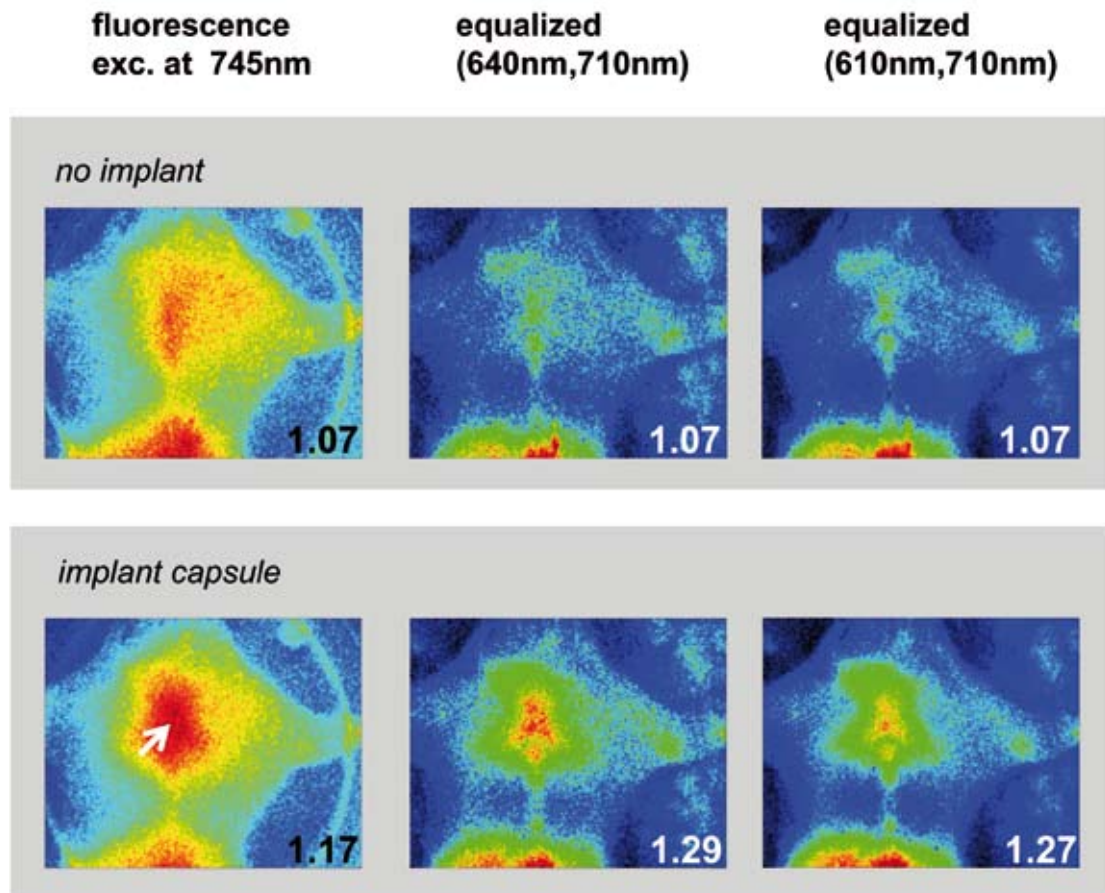 fluorescence
exc. at 745nm
equalized
(640nm,710nm)
equalized
(610nm,710nm)
no implant
1.07
1.07
1.07
implant capsule
1.17
1.29
1.27